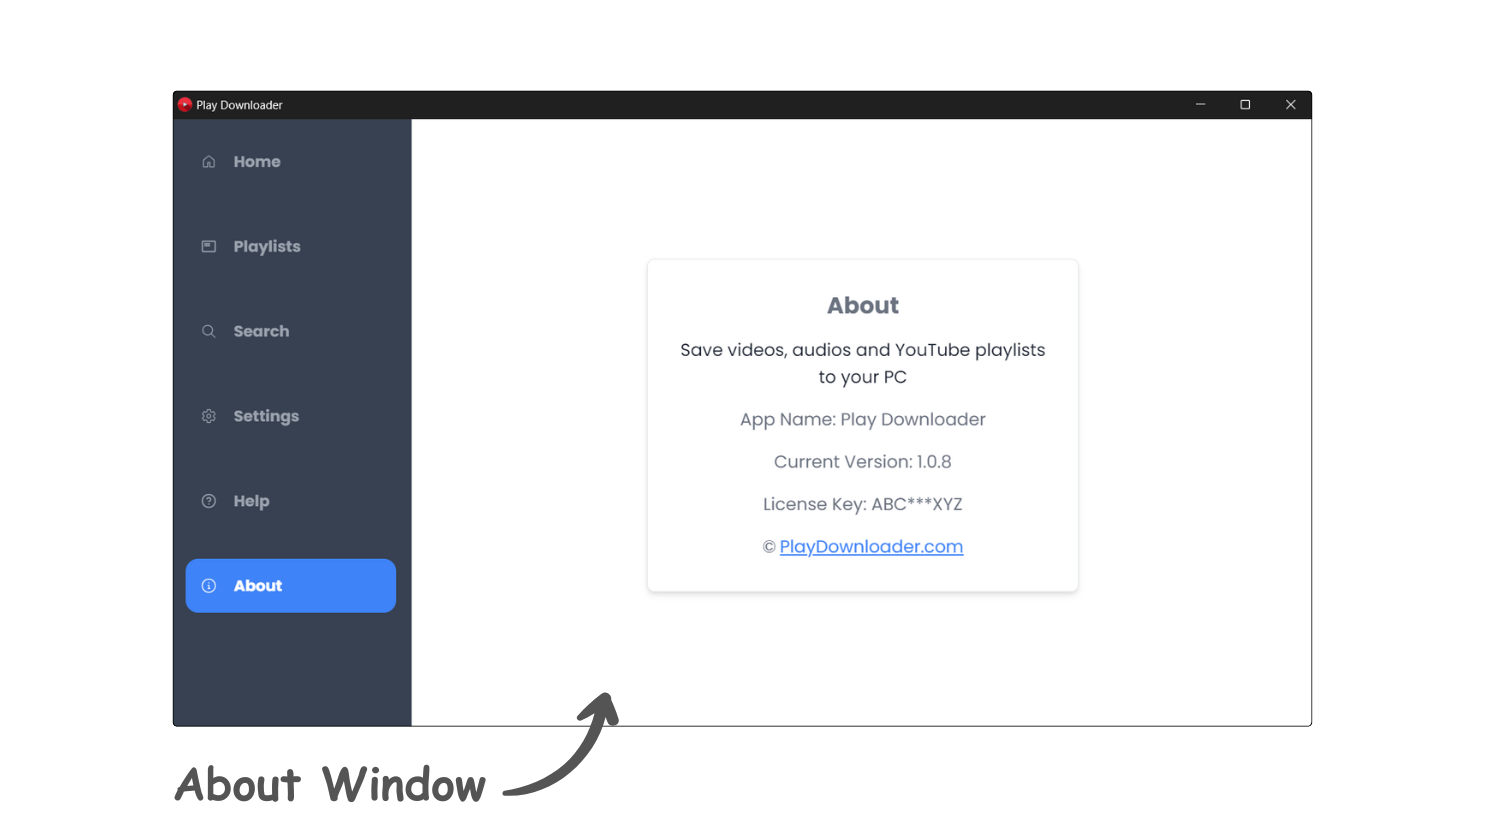 Play Downloader
Home
Playlists
Search
Settings
Help
About
About
Save videos, audios and YouTube playlists
to your PC
App Name: Play Downloader
Current Version: 1.0.8
License Key: ABC***XYZ
© PlayDownloader.com
About Window